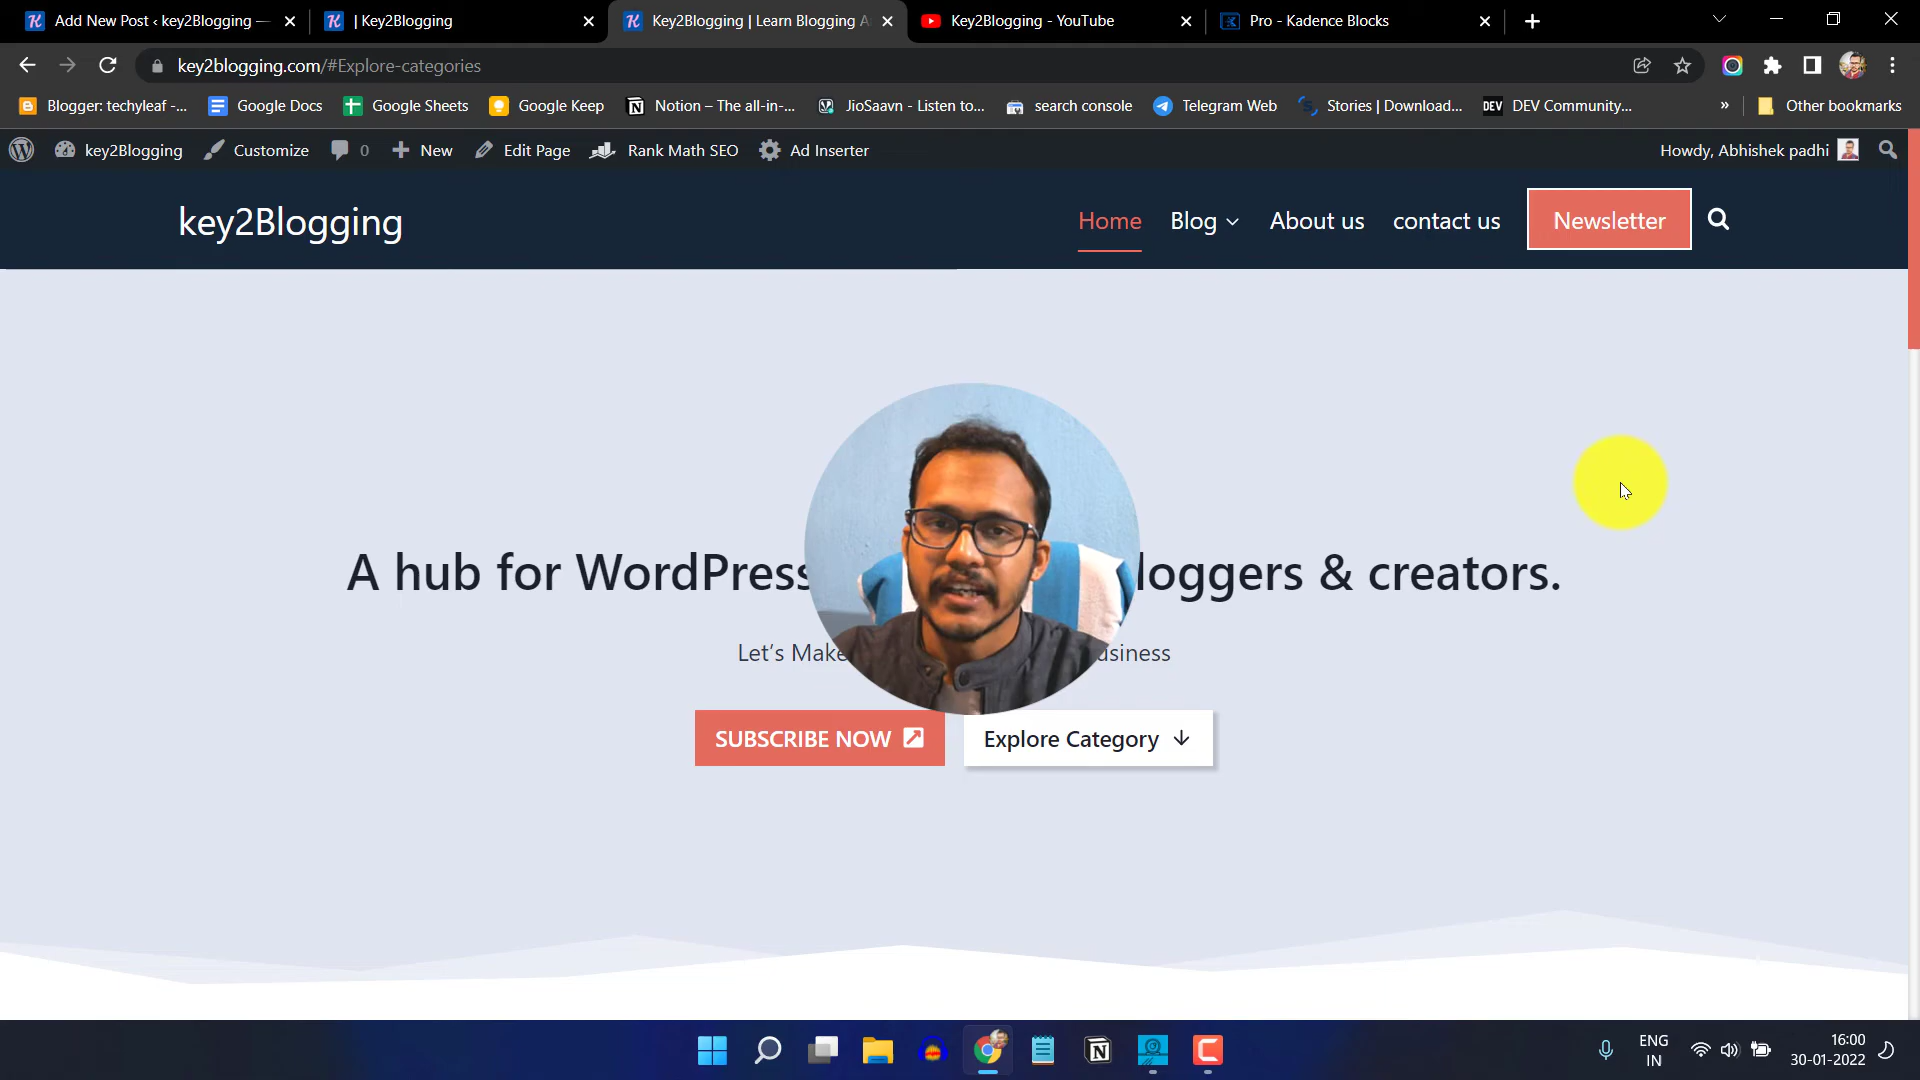 Add New Post ‹ key2Blogging —
| Key2Blogging
Key2Blogging | Learn Blogging A
Key2Blogging - YouTube
Pro - Kadence Blocks
key2blogging.com/#Explore-categories
Blogger: techyleaf -...
Google Docs
Google Sheets
Google Keep
Notion – The all-in-...
JioSaavn - Listen to...
search console
Telegram Web
Stories | Download...
DEV
DEV Community...
»
Other bookmarks
key2Blogging
Customize
0
New
Edit Page
Rank Math SEO
Ad Inserter
Howdy, Abhishek padhi
key2Blogging
Home
Blog
About us
contact us
Newsletter
A hub for WordPress loggers & creators.
Let's Make usiness
SUBSCRIBE NOW
Explore Category
ENG
IN
16:00
30-01-2022